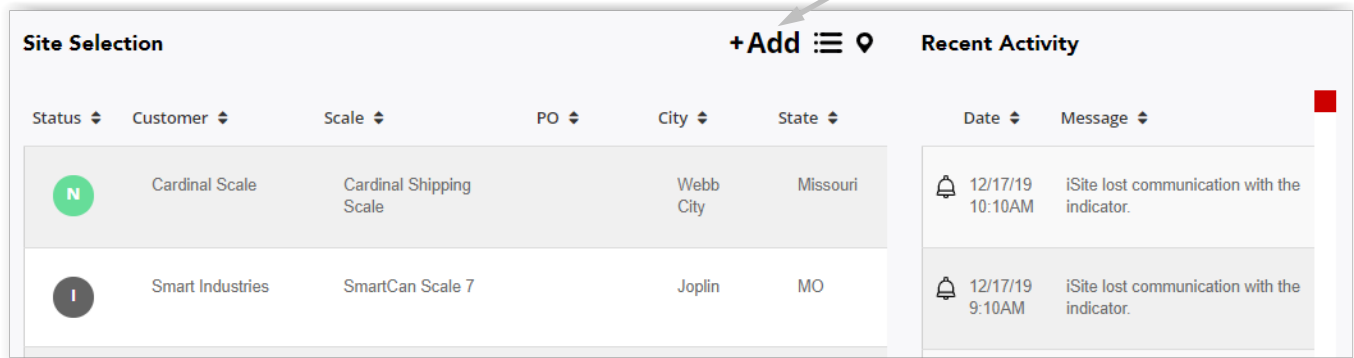 Site Selection
+Add
Recent Activity
Status Customer Scale PO City State
Date Message
N Cardinal Scale Cardinal Shipping Webb Missouri
Scale City
12/17/19 iSite lost communication with the
10:10AM indicator.
I Smart Industries SmartCan Scale 7 Joplin MO
12/17/19 iSite lost communication with the
9:10AM indicator.